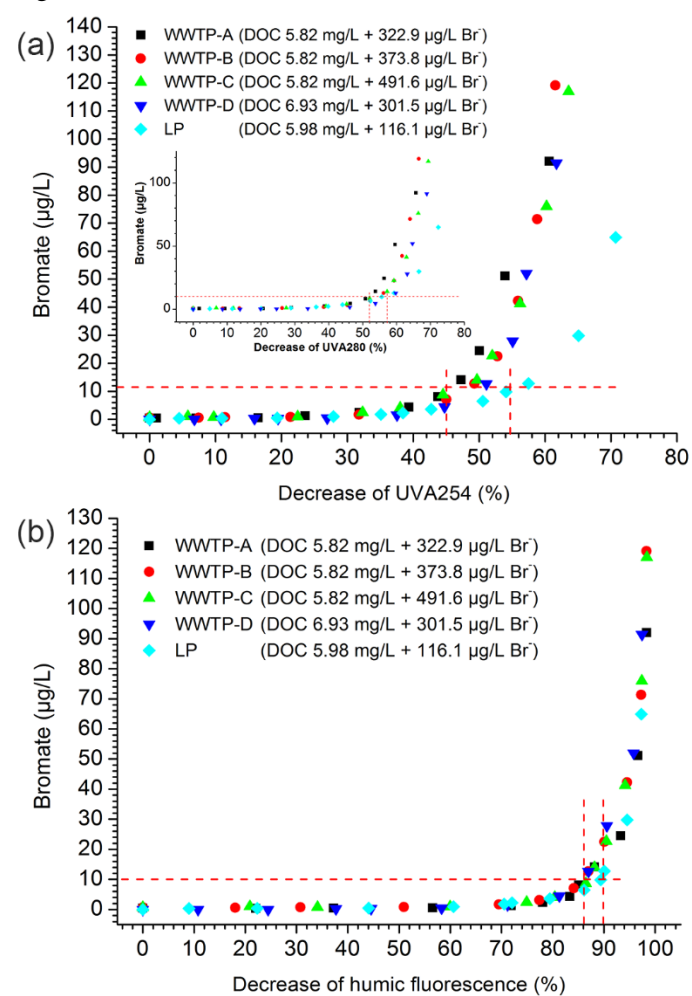 (a)
WWTP-A (DOC 5.82 mg/L + 322.9 µg/L Br⁻)
WWTP-B (DOC 5.82 mg/L + 373.8 µg/L Br⁻)
WWTP-C (DOC 5.82 mg/L + 491.6 µg/L Br⁻)
WWTP-D (DOC 6.93 mg/L + 301.5 µg/L Br⁻)
LP (DOC 5.98 mg/L + 116.1 µg/L Br⁻)
140
130
120
110
100
90
80
70
60
50
40
30
20
10
0
Bromate (µg/L)
100
50
0
Bromate (µg/L)
0 10 20 30 40 50 60 70 80
Decrease of UVA280 (%)
0 10 20 30 40 50 60 70 80
Decrease of UVA254 (%)
(b)
WWTP-A (DOC 5.82 mg/L + 322.9 µg/L Br⁻)
WWTP-B (DOC 5.82 mg/L + 373.8 µg/L Br⁻)
WWTP-C (DOC 5.82 mg/L + 491.6 µg/L Br⁻)
WWTP-D (DOC 6.93 mg/L + 301.5 µg/L Br⁻)
LP (DOC 5.98 mg/L + 116.1 µg/L Br⁻)
130
120
110
100
90
80
70
60
50
40
30
20
10
0
Bromate (µg/L)
0 10 20 30 40 50 60 70 80 90 100
Decrease of humic fluorescence (%)